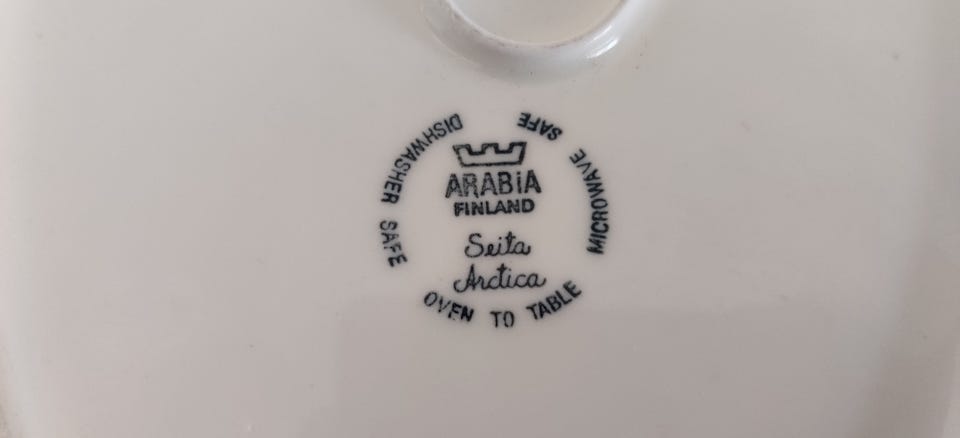 ARABIA
FINLAND
Seita
Arctica
DISHWASHER SAFE
OVEN TO TABLE
MICROWAVE SAFE